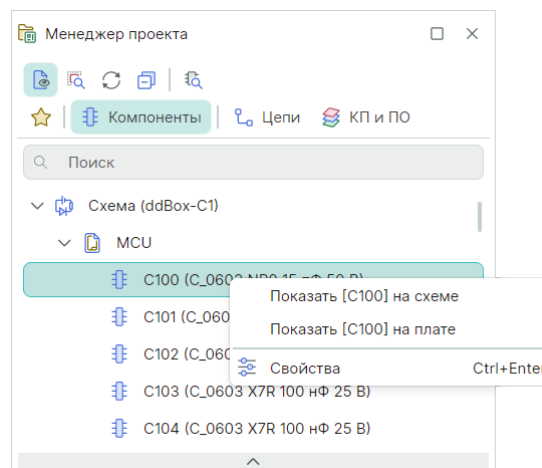 Менеджер проекта
Компоненты
Цепи
КП и ПО
Поиск
Схема (ddBox-C1)
MCU
C100 (C_0603 NP0 15 нФ 50 В)
Показать [C100] на схеме
C101 (C_060
Показать [C100] на плате
C102 (C_060
Свойства
Ctrl+Enter
C103 (C_0603 X7R 100 нФ 25 В)
C104 (C_0603 X7R 100 нФ 25 В)